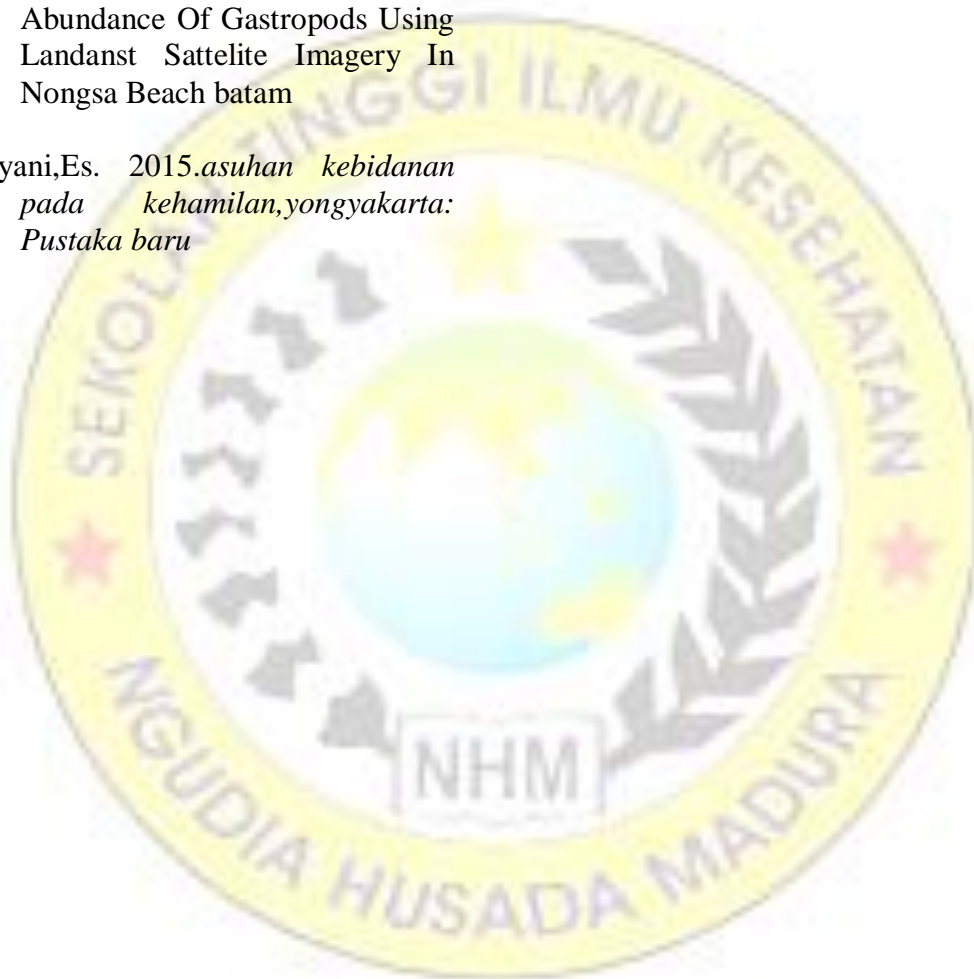 Abundance Of Gastropods Using
Landanst Sattelite Imagery In
Nongsa Beach batam
yani,Es. 2015.asuhan kebidanan
pada kehamilan,yongyakarta:
Pustaka baru
SEKOLAH TINGGI ILMU KESEHATAN
NHM
NGUDIA HUSADA MADURA